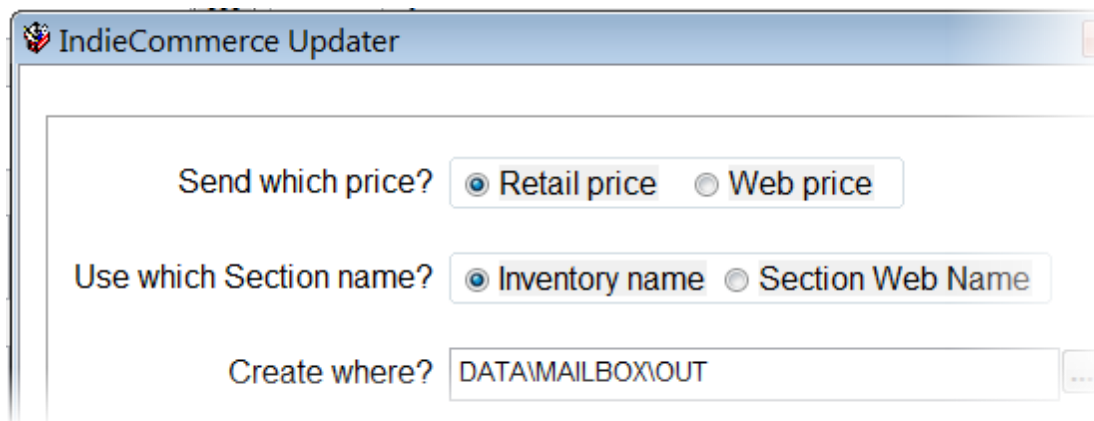 IndieCommerce Updater
Send which price? Retail price Web price
Use which Section name? Inventory name Section Web Name
Create where? DATA\MAILBOX\OUT ...